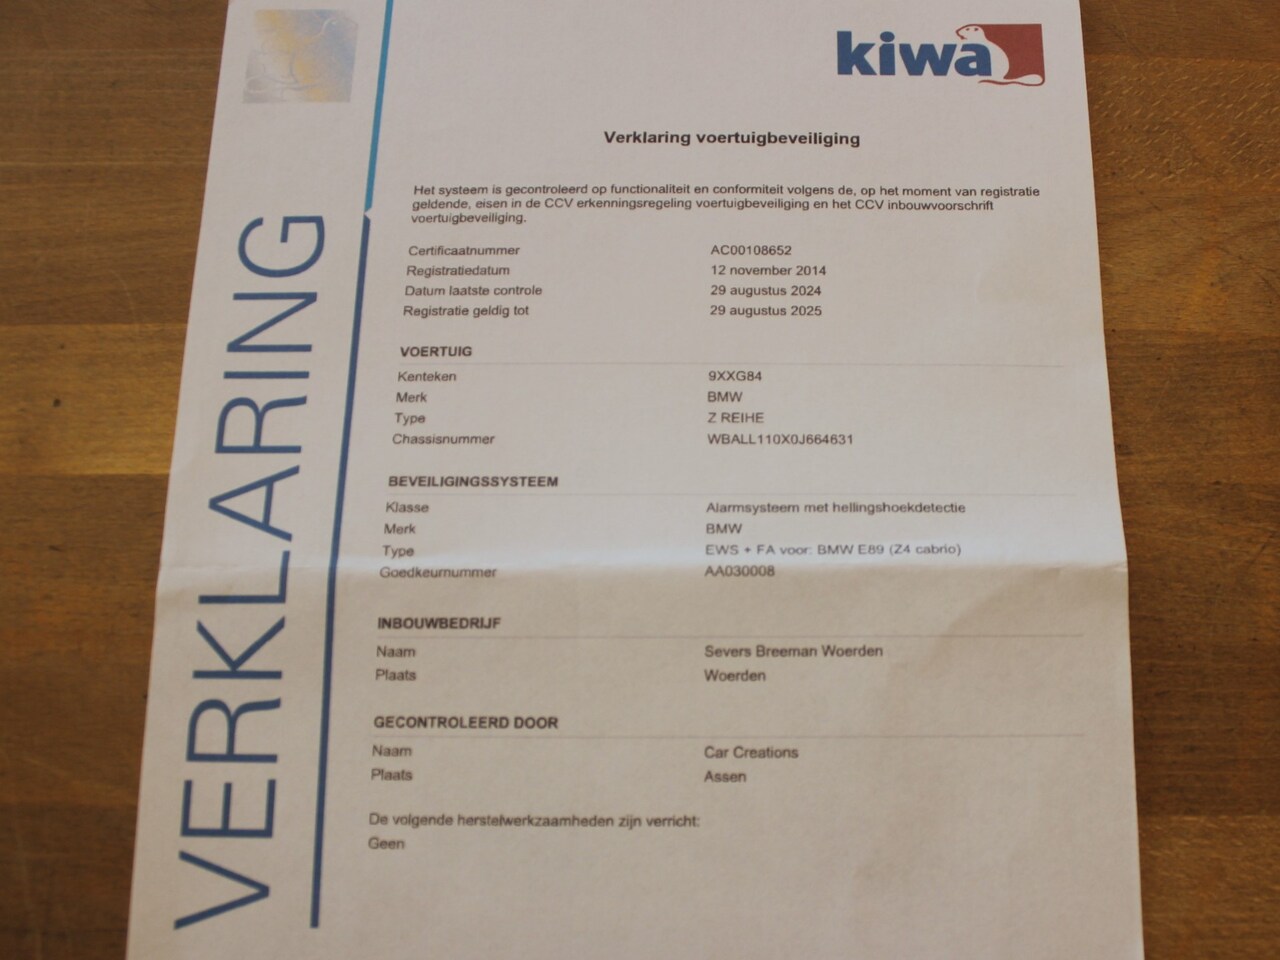 kiwa
VERKLARING
Verklaring voertuigbeveiliging
Het systeem is gecontroleerd op functionaliteit en conformiteit volgens de, op het moment van registratie
geldende, eisen in de CCV erkenningsregeling voertuigbeveiliging en het CCV inbouwvoorschrift
voertuigbeveiliging.
Certificaatnummer AC00108652
Registratiedatum 12 november 2014
Datum laatste controle 29 augustus 2024
Registratie geldig tot 29 augustus 2025
VOERTUIG
Kenteken 9XXG84
Merk BMW
Type Z REIHE
Chassisnummer WBALL110X0J664631
BEVEILIGINGSSYSTEEM
Klasse Alarmsysteem met hellingshoekdetectie
Merk BMW
Type EWS + FA voor: BMW E89 (Z4 cabrio)
Goedkeurnummer AA030008
INBOUWBEDRIJF
Naam Severs Breeman Woerden
Plaats Woerden
GECONTROLEERD DOOR
Naam Car Creations
Plaats Assen
De volgende herstelwerkzaamheden zijn verricht:
Geen